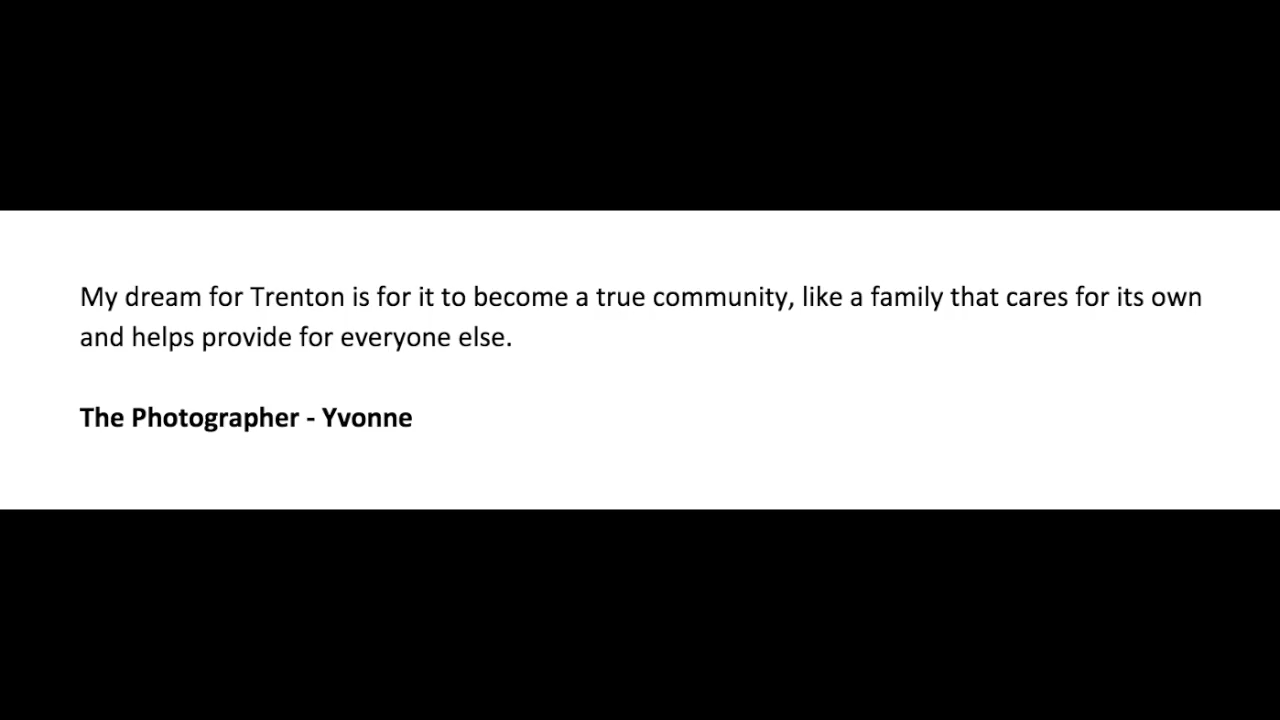 My dream for Trenton is for it to become a true community, like a family that cares for its own
and helps provide for everyone else.
The Photographer - Yvonne